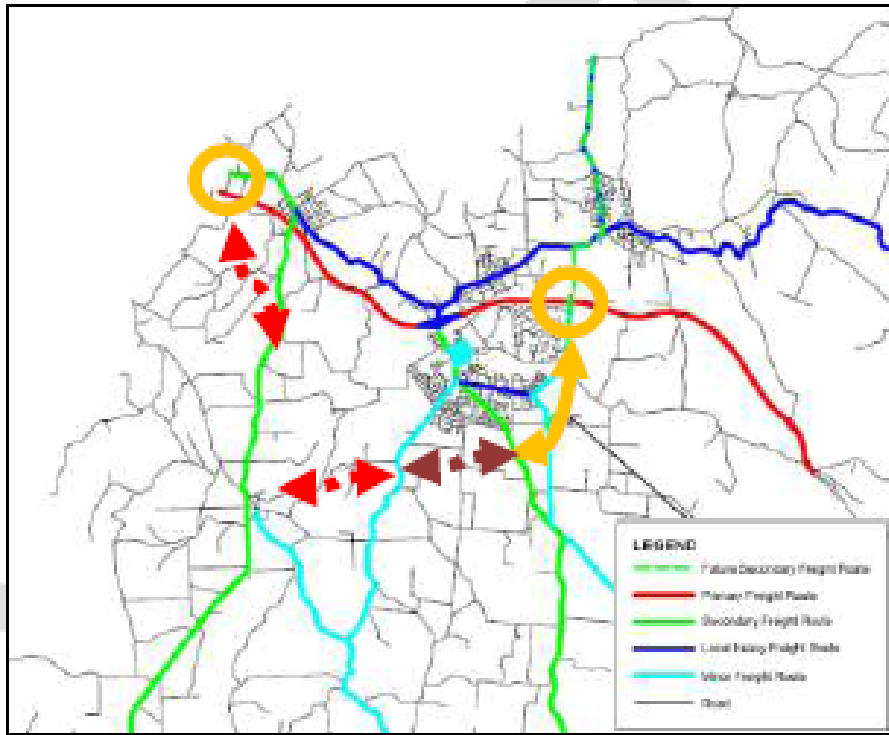 LEGEND
Future Secondary Freight Route
Primary Freight Route
Secondary Freight Route
Local Heavy Freight Route
Minor Freight Route
Road